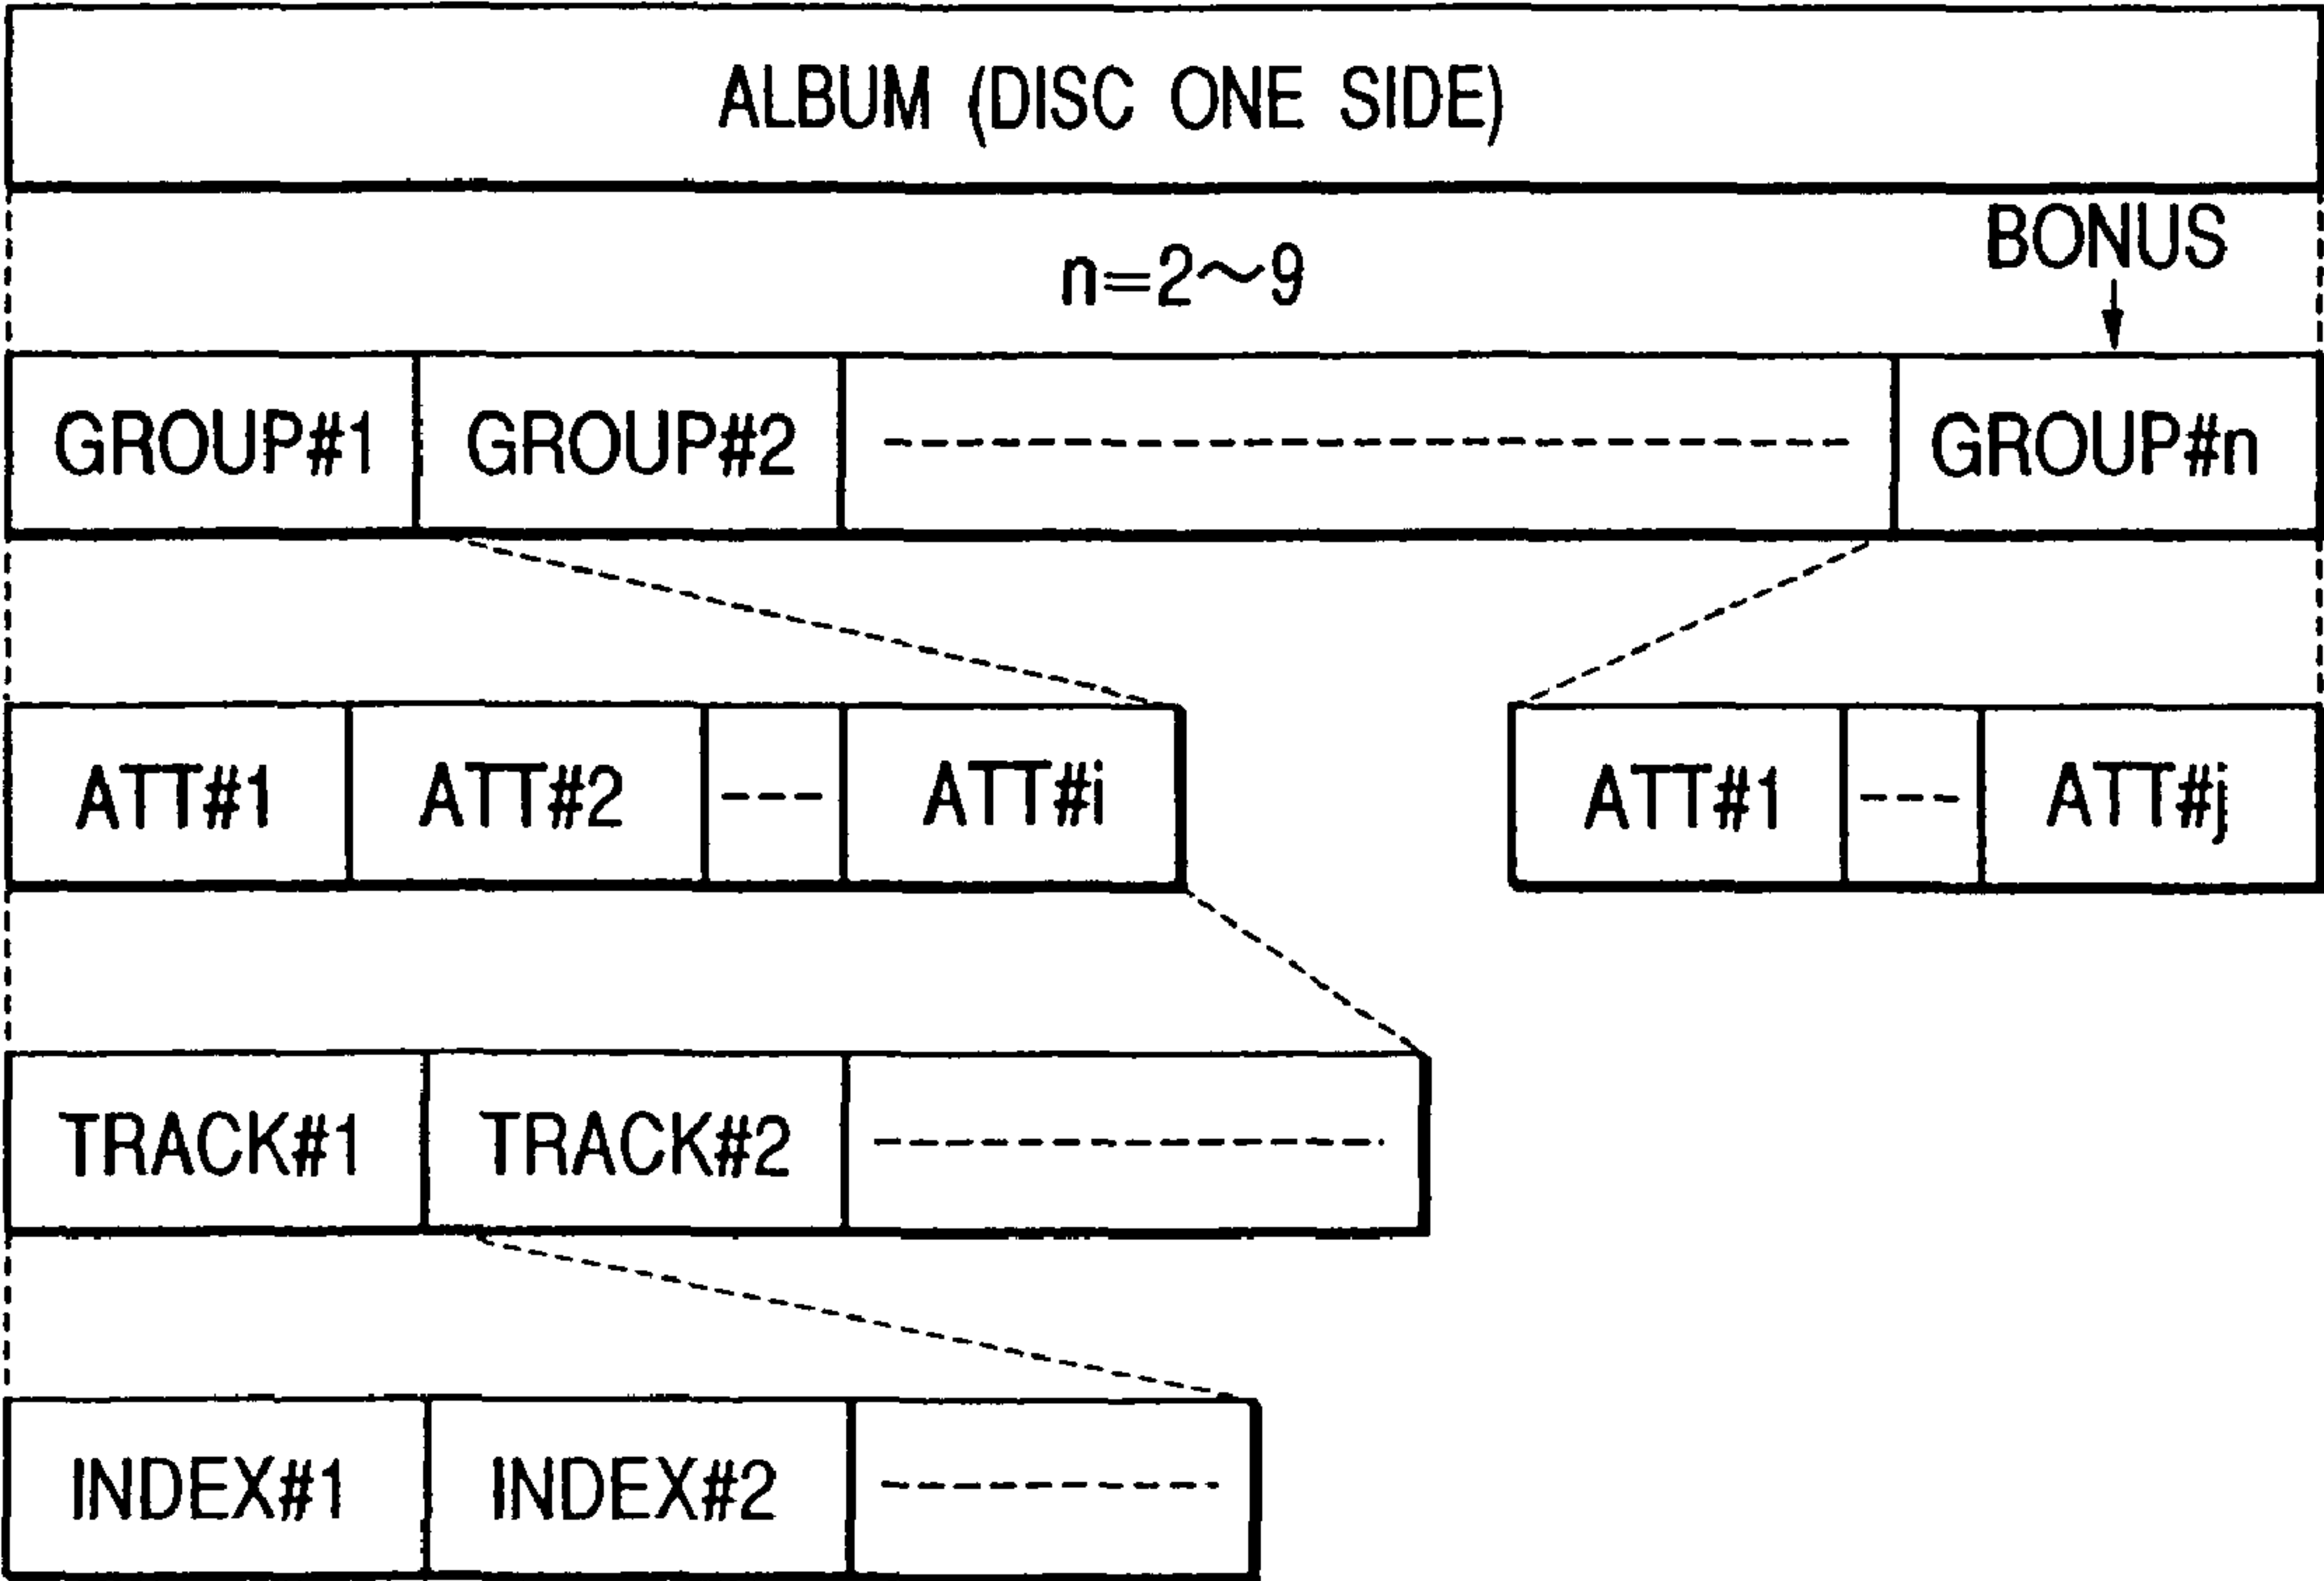 ALBUM (DISC ONE SIDE)
n=2～9
BONUS
GROUP#1 GROUP#2 GROUP#n
ATT#1 ATT#2 ATT#i ATT#1 ATT#j
TRACK#1 TRACK#2
INDEX#1 INDEX#2